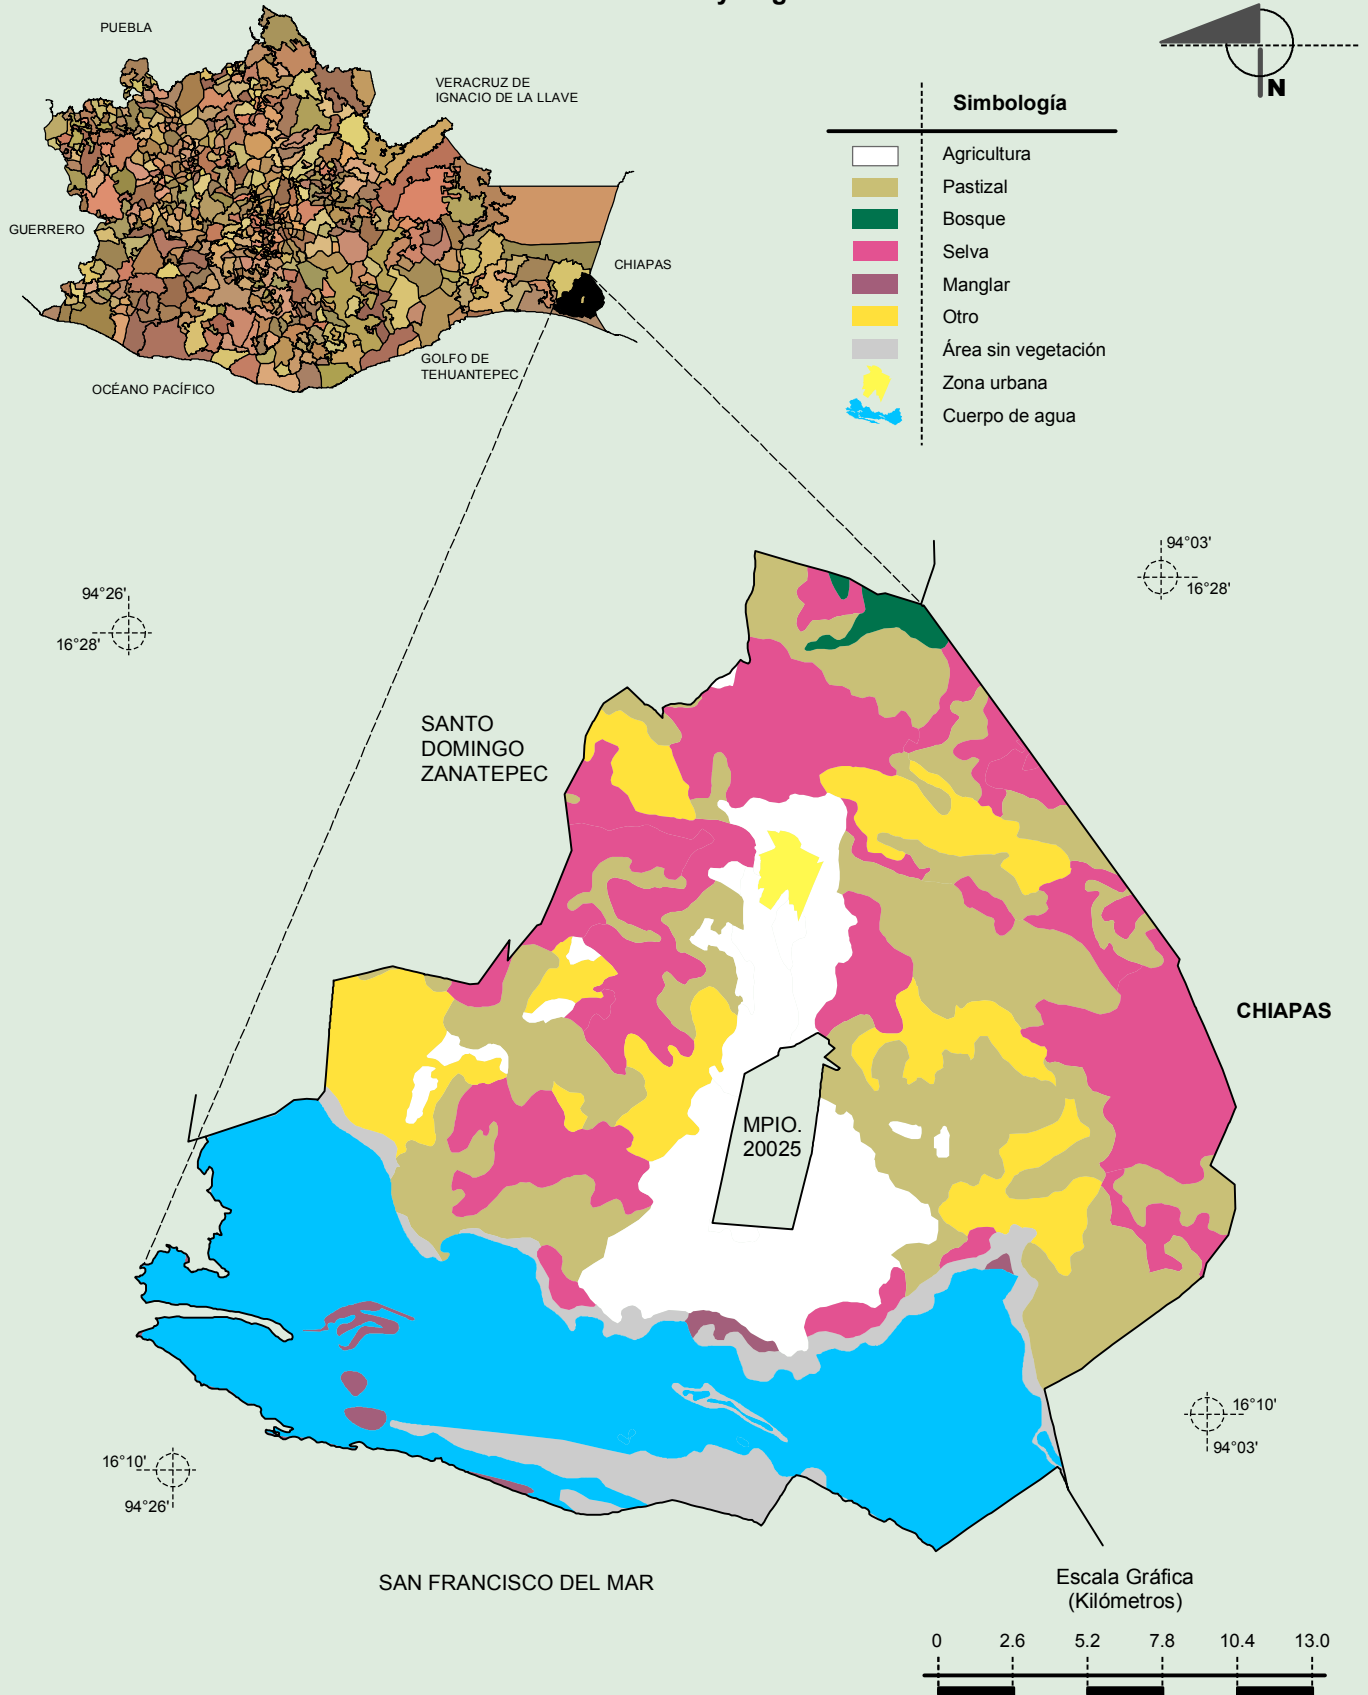 PUEBLA
VERACRUZ DE
IGNACIO DE LA LLAVE
GUERRERO
CHIAPAS
GOLFO DE
TEHUANTEPEC
OCÉANO PACÍFICO
N
Simbología
Agricultura
Pastizal
Bosque
Selva
Manglar
Otro
Área sin vegetación
Zona urbana
Cuerpo de agua
94°26'
16°28'
94°03'
16°28'
SANTO
DOMINGO
ZANATEPEC
CHIAPAS
MPIO.
20025
16°10'
94°26'
16°10'
94°03'
SAN FRANCISCO DEL MAR
Escala Gráfica
(Kilómetros)
0 2.6 5.2 7.8 10.4 13.0